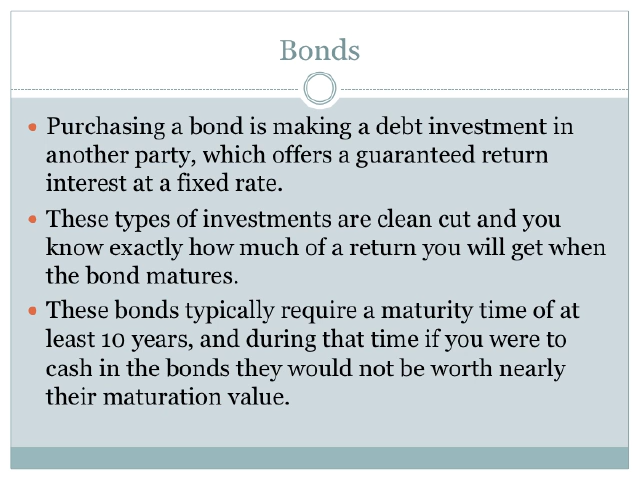 Bonds
• Purchasing a bond is making a debt investment in
another party, which offers a guaranteed return
interest at a fixed rate.
• These types of investments are clean cut and you
know exactly how much of a return you will get when
the bond matures.
• These bonds typically require a maturity time of at
least 10 years, and during that time if you were to
cash in the bonds they would not be worth nearly
their maturation value.